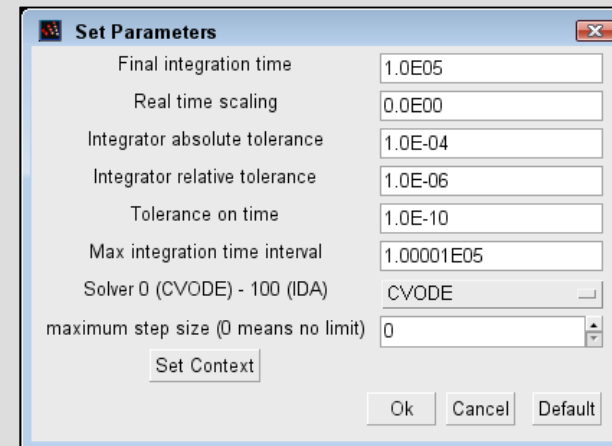 Set Parameters
Final integration time 1.0E05
Real time scaling 0.0E00
Integrator absolute tolerance 1.0E-04
Integrator relative tolerance 1.0E-06
Tolerance on time 1.0E-10
Max integration time interval 1.00001E05
Solver 0 (CVODE) - 100 (IDA) CVODE
maximum step size (0 means no limit) 0
Set Context
Ok Cancel Default